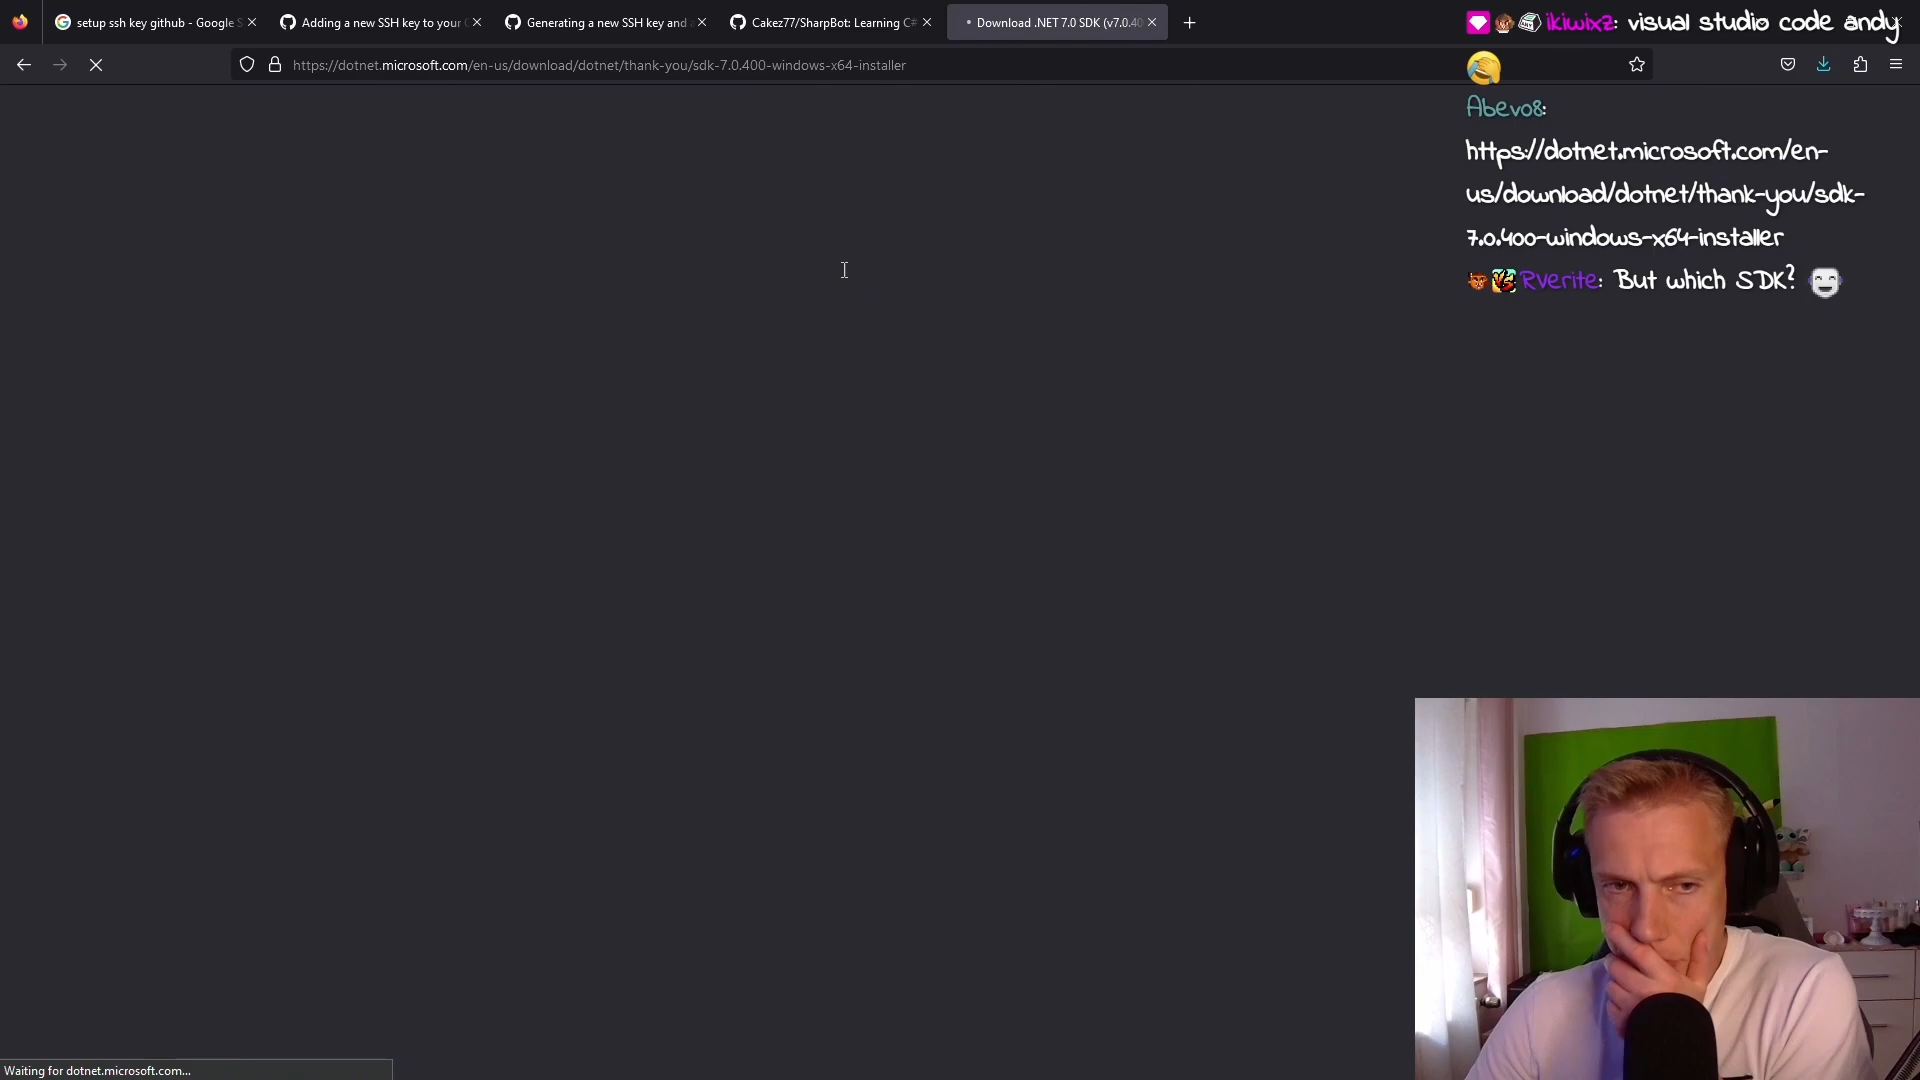 setup ssh key github - Google S
Adding a new SSH key to your G
Generating a new SSH key and a
Cakez77/SharpBot: Learning C#
Download .NET 7.0 SDK (v7.0.40
https://dotnet.microsoft.com/en-us/download/dotnet/thank-you/sdk-7.0.400-windows-x64-installer
ikiwixz: visual studio code andy
Abevo8:
https://dotnet.microsoft.com/en-
us/download/dotnet/thank-you/sdk-
7.0.400-windows-x64-installer
Rverite: But which SDK?
Waiting for dotnet.microsoft.com...